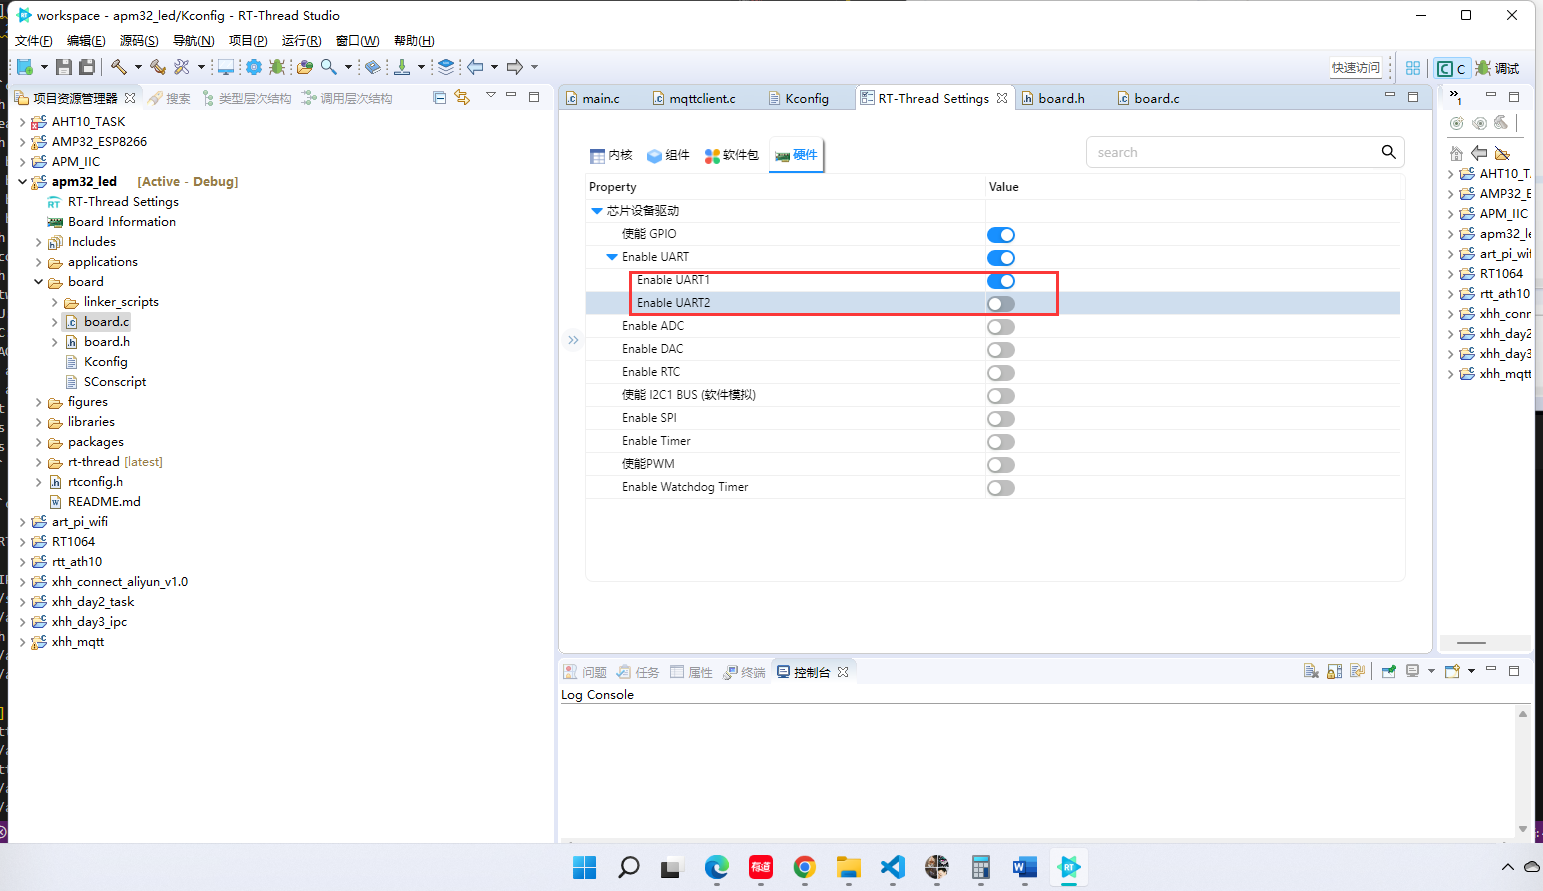 workspace - apm32_led/Kconfig - RT-Thread Studio
文件(F) 编辑(E) 源码(S) 导航(N) 项目(P) 运行(R) 窗口(W) 帮助(H)
快速访问 C 调试
项目资源管理器 搜索 类型层次结构 调用层次结构
AHT10_TASK
AMP32_ESP8266
APM_IIC
apm32_led [Active - Debug]
RT-Thread Settings
Board Information
Includes
applications
board
linker_scripts
board.c
board.h
Kconfig
SConscript
figures
libraries
packages
rt-thread [latest]
rtconfig.h
README.md
art_pi_wifi
RT1064
rtt_ath10
xhh_connect_aliyun_v1.0
xhh_day2_task
xhh_day3_ipc
xhh_mqtt
main.c mqttclient.c Kconfig RT-Thread Settings board.h board.c
内核 组件 软件包 硬件 search
Property Value
芯片设备驱动
使能 GPIO
Enable UART
Enable UART1
Enable UART2
Enable ADC
Enable DAC
Enable RTC
使能 I2C1 BUS (软件模拟)
Enable SPI
Enable Timer
使能PWM
Enable Watchdog Timer
问题 任务 属性 终端 控制台
Log Console
1
AHT10_T
AMP32_E
APM_IIC
apm32_le
art_pi_wif
RT1064
rtt_ath10
xhh_conn
xhh_day2
xhh_day3
xhh_mqtt
有道